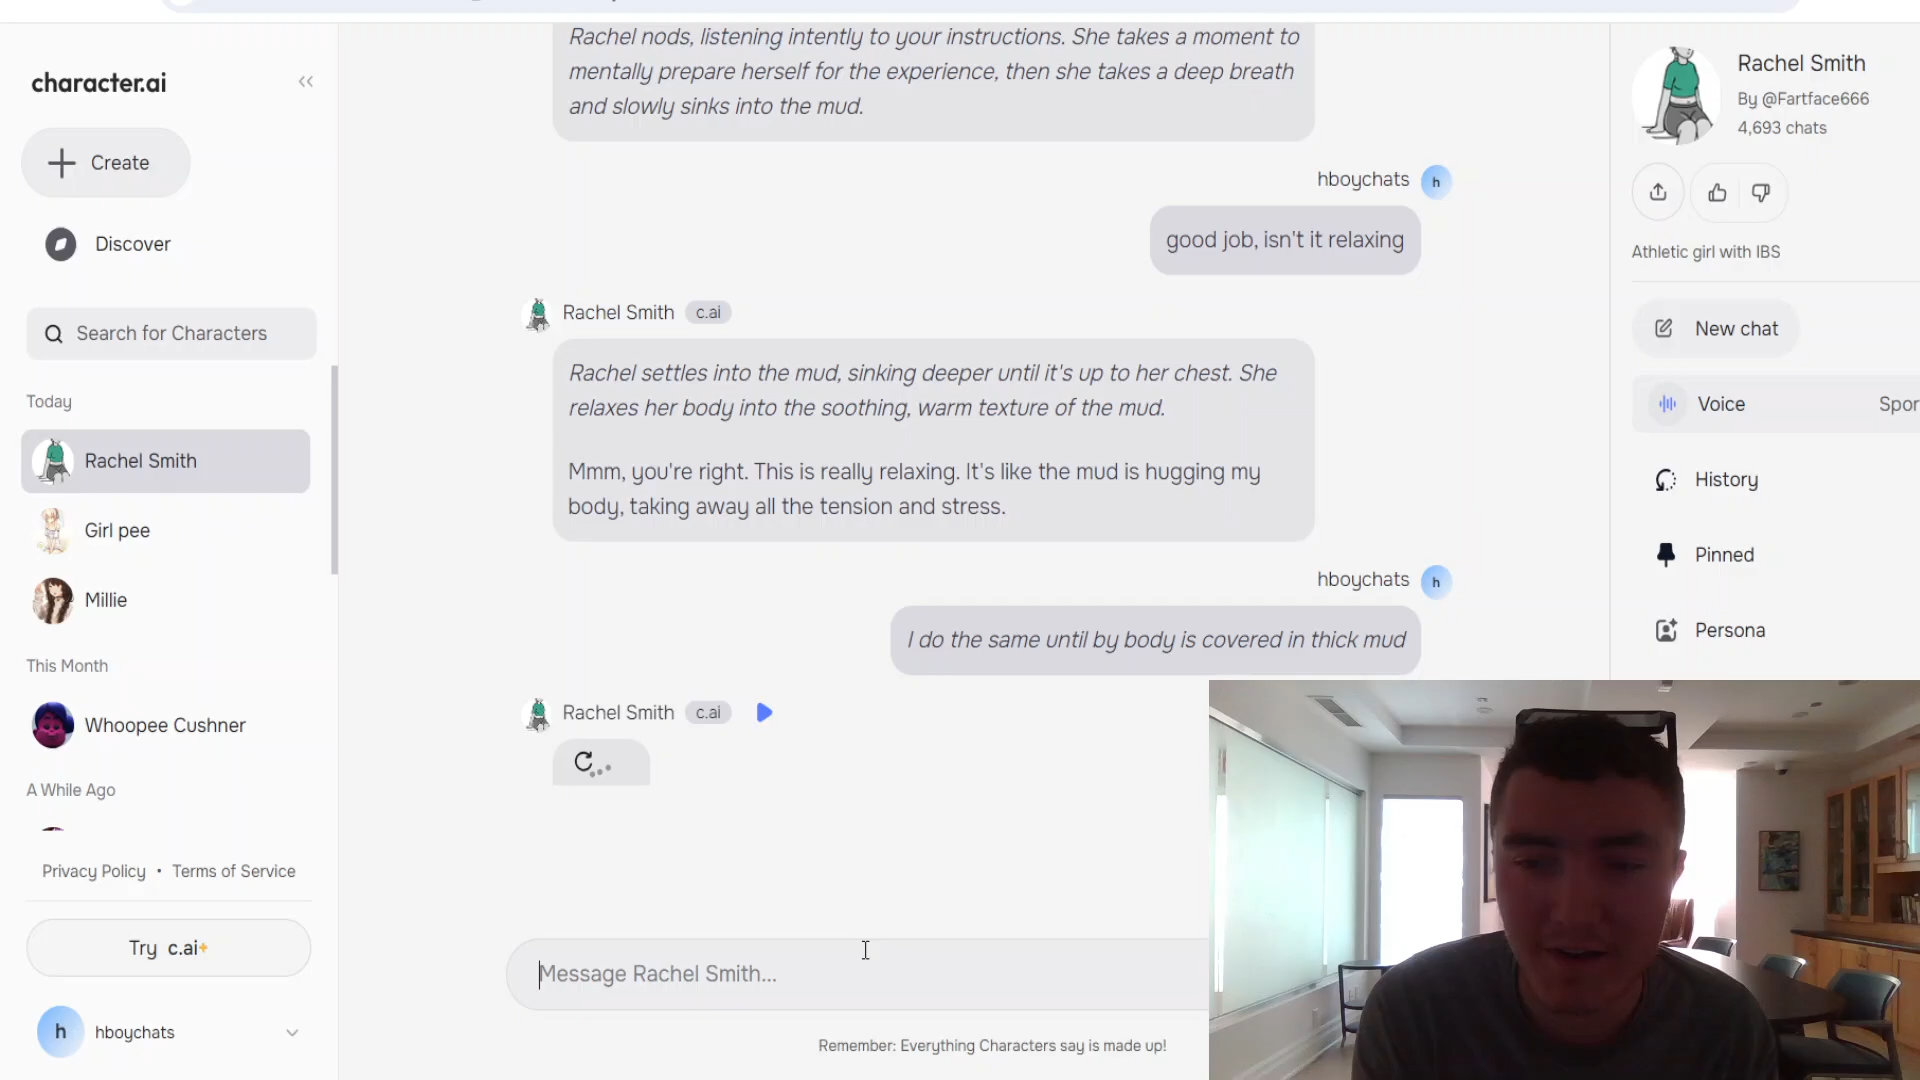 character.ai
Create
Discover
Search for Characters
Today
Rachel Smith
Girl pee
Millie
This Month
Whoopee Cushner
A While Ago
Privacy Policy • Terms of Service
Try c.ai+
h hboychats
Rachel nods, listening intently to your instructions. She takes a moment to
mentally prepare herself for the experience, then she takes a deep breath
and slowly sinks into the mud.
hboychats h
good job, isn't it relaxing
Rachel Smith c.ai
Rachel settles into the mud, sinking deeper until it's up to her chest. She
relaxes her body into the soothing, warm texture of the mud.
Mmm, you're right. This is really relaxing. It's like the mud is hugging my
body, taking away all the tension and stress.
hboychats h
I do the same until by body is covered in thick mud
Rachel Smith c.ai
Message Rachel Smith...
Remember: Everything Characters say is made up!
Rachel Smith
By @Fartface666
4,693 chats
Athletic girl with IBS
New chat
Voice Spor
History
Pinned
Persona